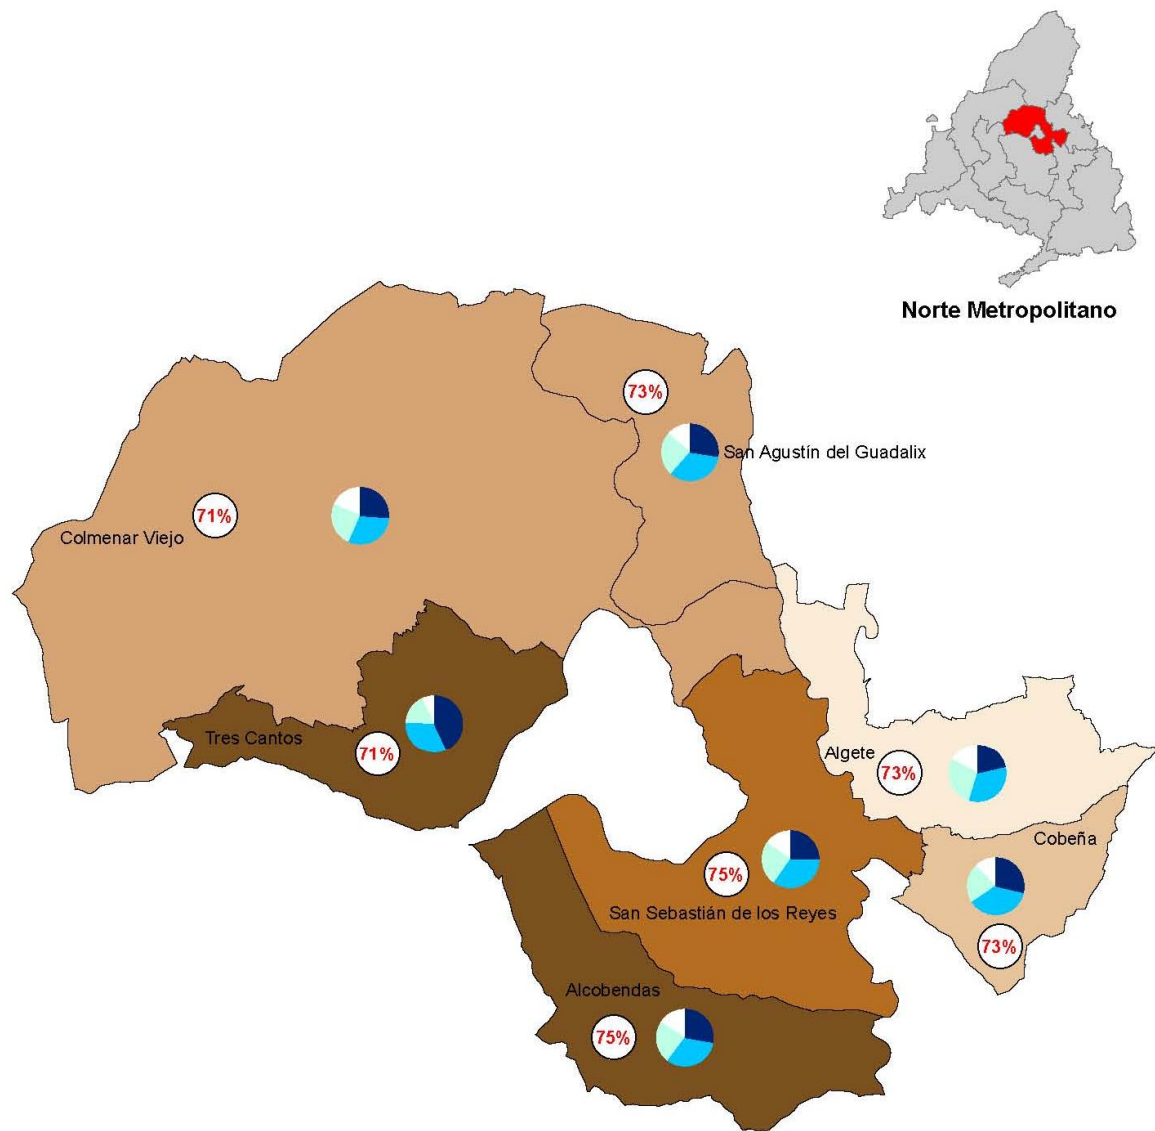 Norte Metropolitano
73%
San Agustín del Guadalix
71%
Colmenar Viejo
Tres Cantos
71%
Algete
73%
Cobeña
75%
San Sebastián de los Reyes
73%
Alcobendas
75%